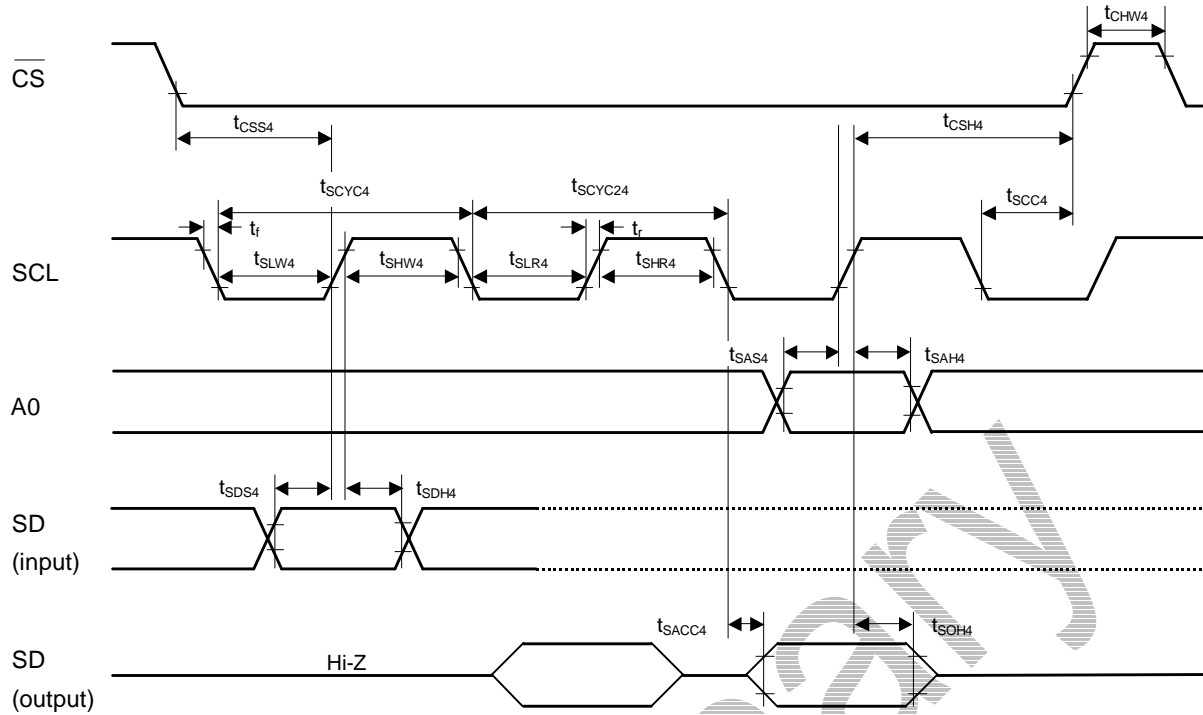 tCHW4
CS
tCSS4
tCSH4
tSCYC4
tSCYC24
tSCC4
tf
tr
SCL
tSLW4
tSHW4
tSLR4
tSHR4
tSAS4
tSAH4
A0
tSDS4
tSDH4
SD
(input)
tSACC4
tSOH4
SD
(output)
Hi-Z
ary